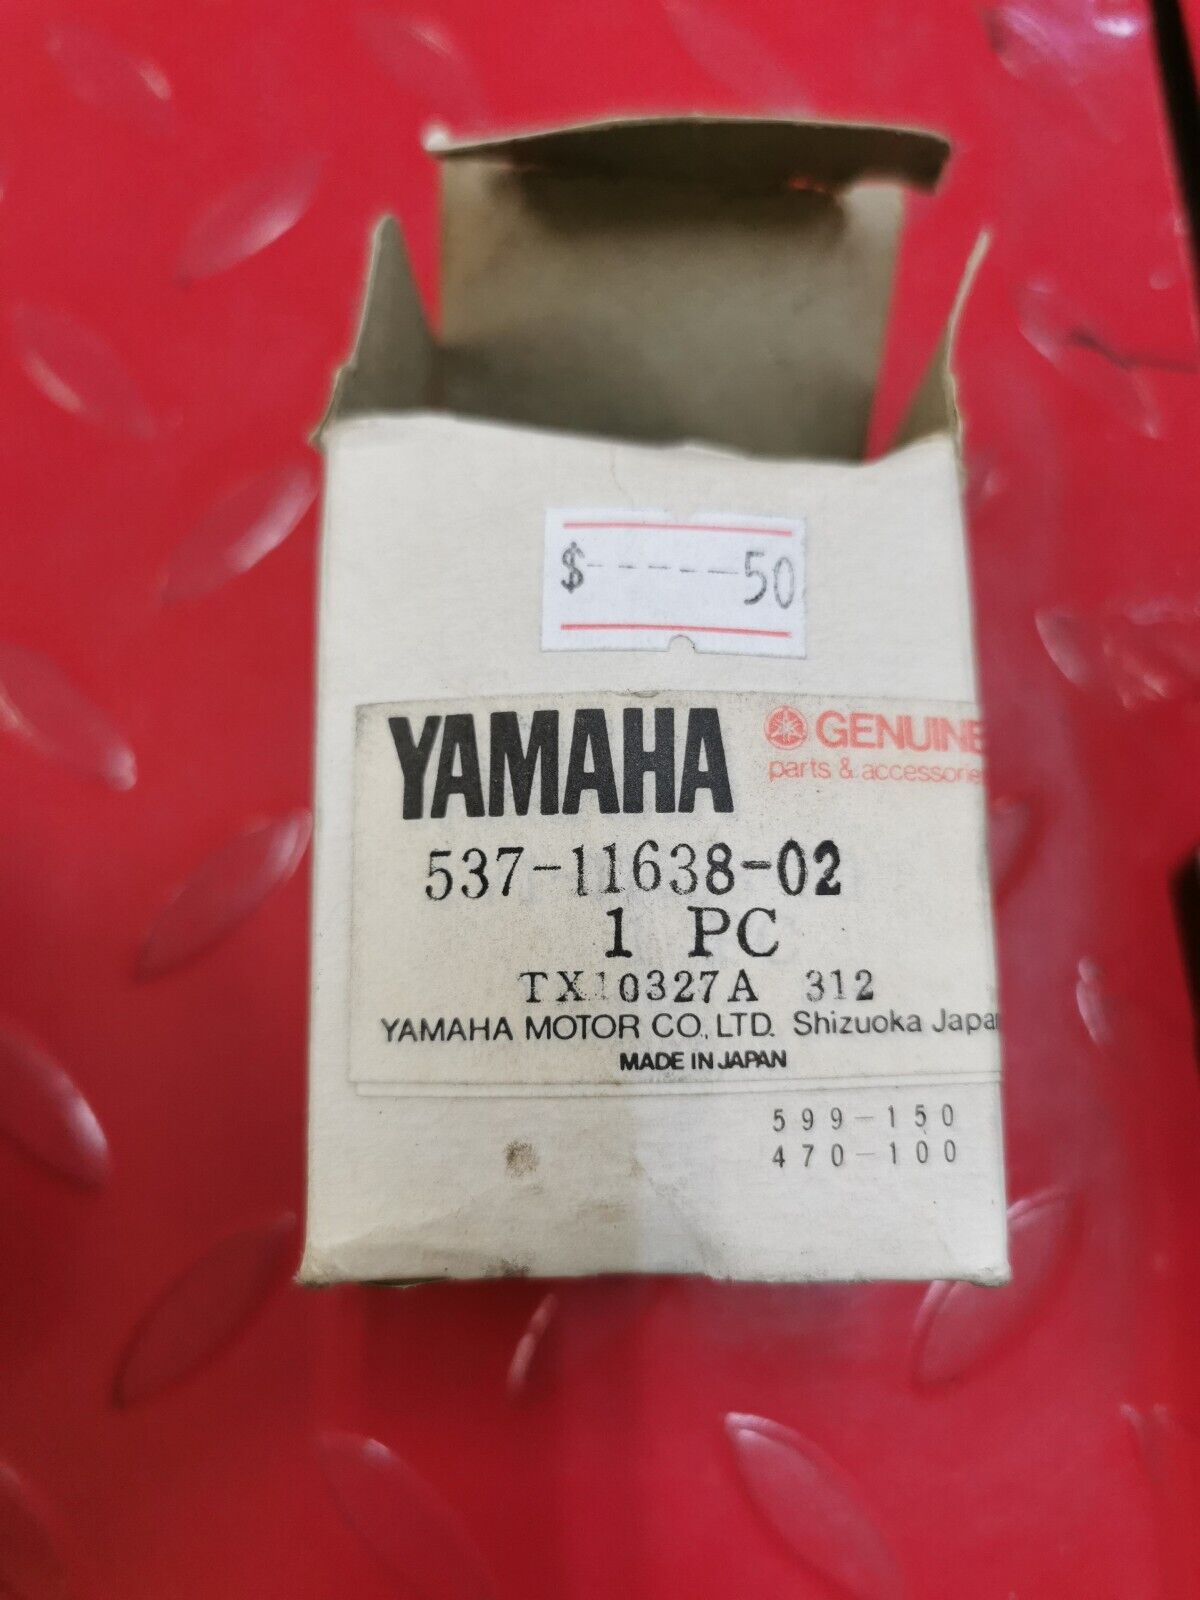 $------50
YAMAHA
GENUINE
parts & accessories
537-11638-02
1 PC
TX10327A 312
YAMAHA MOTOR CO., LTD. Shizuoka Japan
MADE IN JAPAN
599-150
470-100